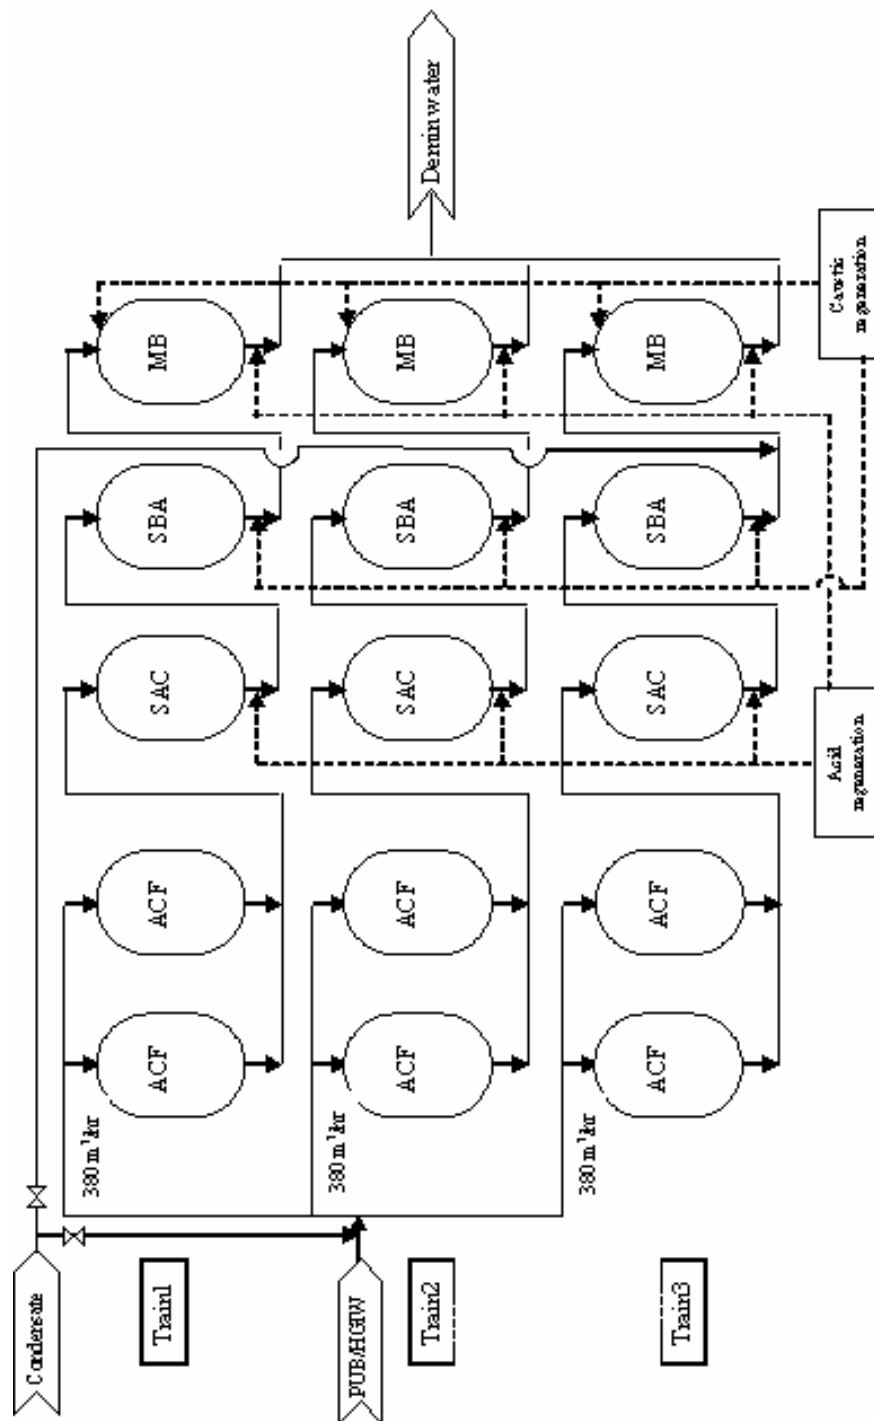 Condensate
380 m³/hr
Train1
ACF
ACF
SAC
SBA
MB
380 m³/hr
PUB/HGIW
Train2
ACF
ACF
SAC
SBA
MB
Demin water
380 m³/hr
Train3
ACF
ACF
SAC
SBA
MB
Acid
regeneration
Caustic
regeneration